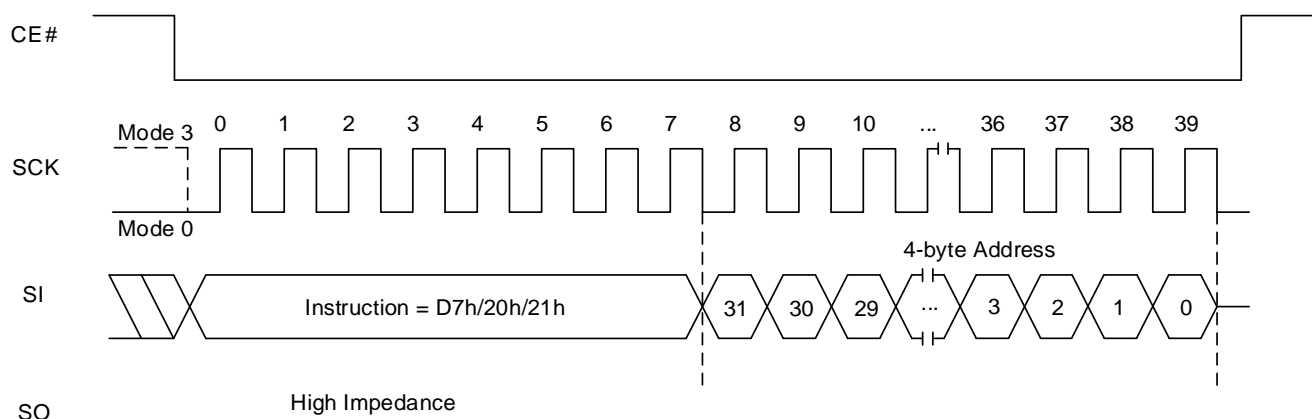 CE#
Mode 3
0 1 2 3 4 5 6 7 8 9 10 ... 36 37 38 39
SCK
Mode 0
4-byte Address
SI
Instruction = D7h/20h/21h
31 30 29 ... 3 2 1 0
High Impedance
SO